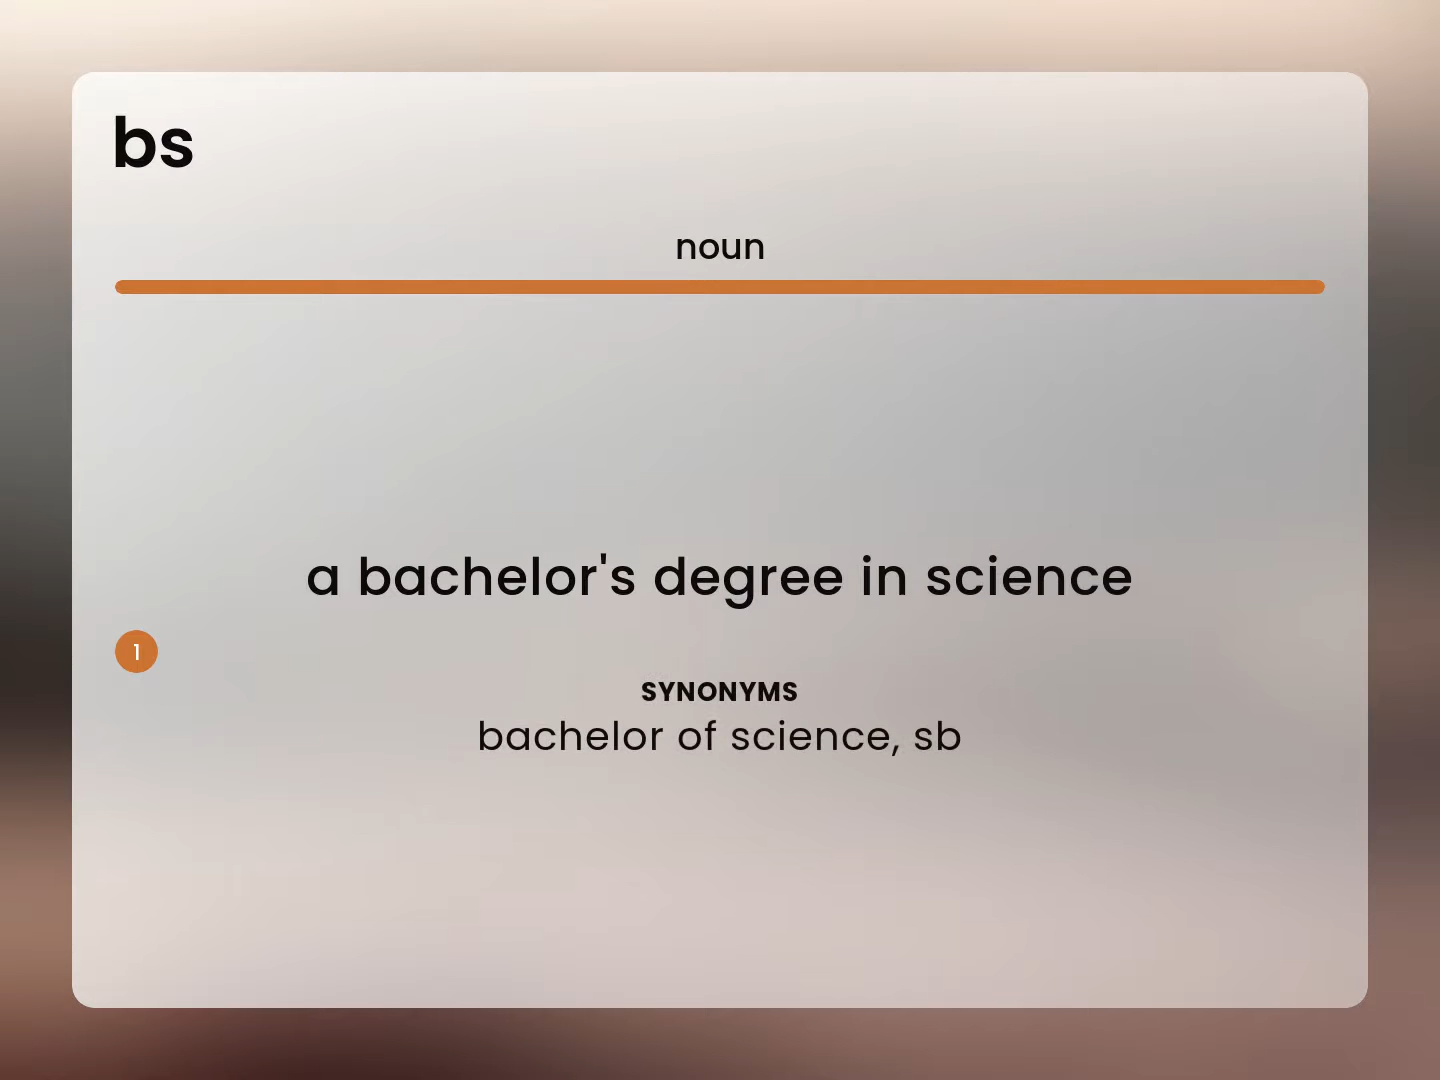 bs
noun
a bachelor's degree in science
1
SYNONYMS
bachelor of science, sb